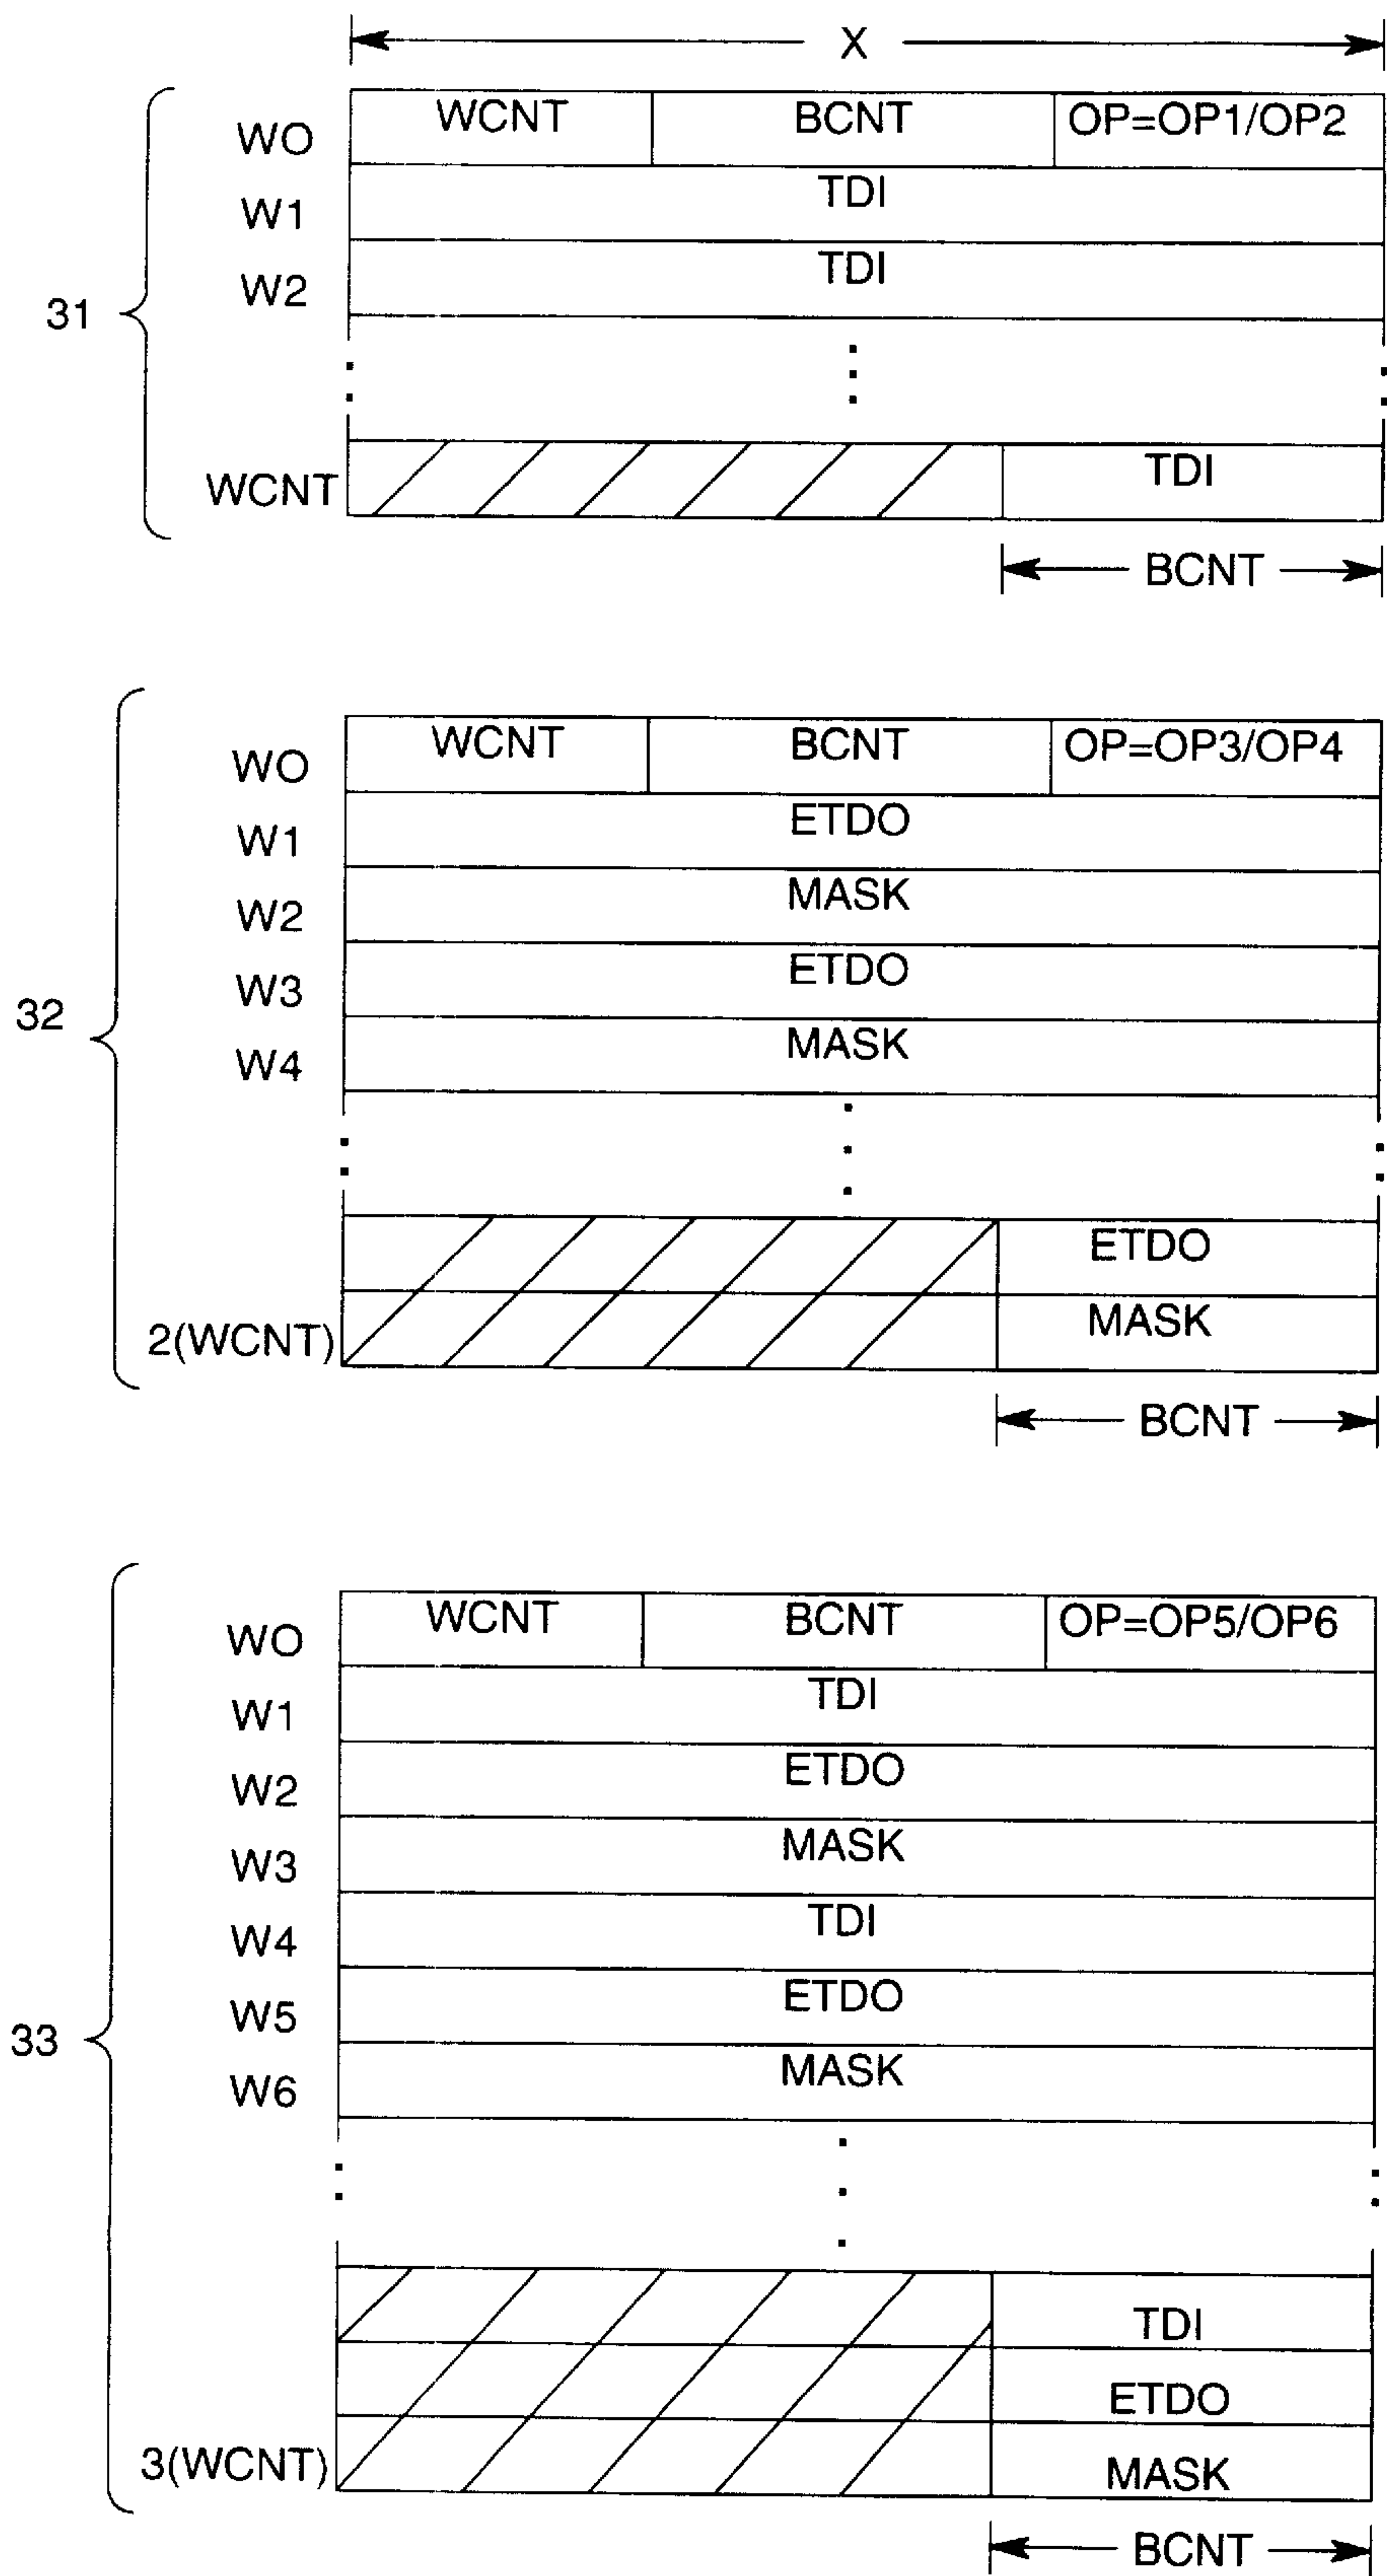 X
WO WCNT BCNT OP=OP1/OP2
W1 TDI
W2 TDI
31
WCNT TDI
BCNT
WO WCNT BCNT OP=OP3/OP4
W1 ETDO
W2 MASK
W3 ETDO
32
W4 MASK
ETDO
2(WCNT) MASK
BCNT
WO WCNT BCNT OP=OP5/OP6
W1 TDI
W2 ETDO
W3 MASK
W4 TDI
W5 ETDO
33
W6 MASK
TDI
ETDO
3(WCNT) MASK
BCNT